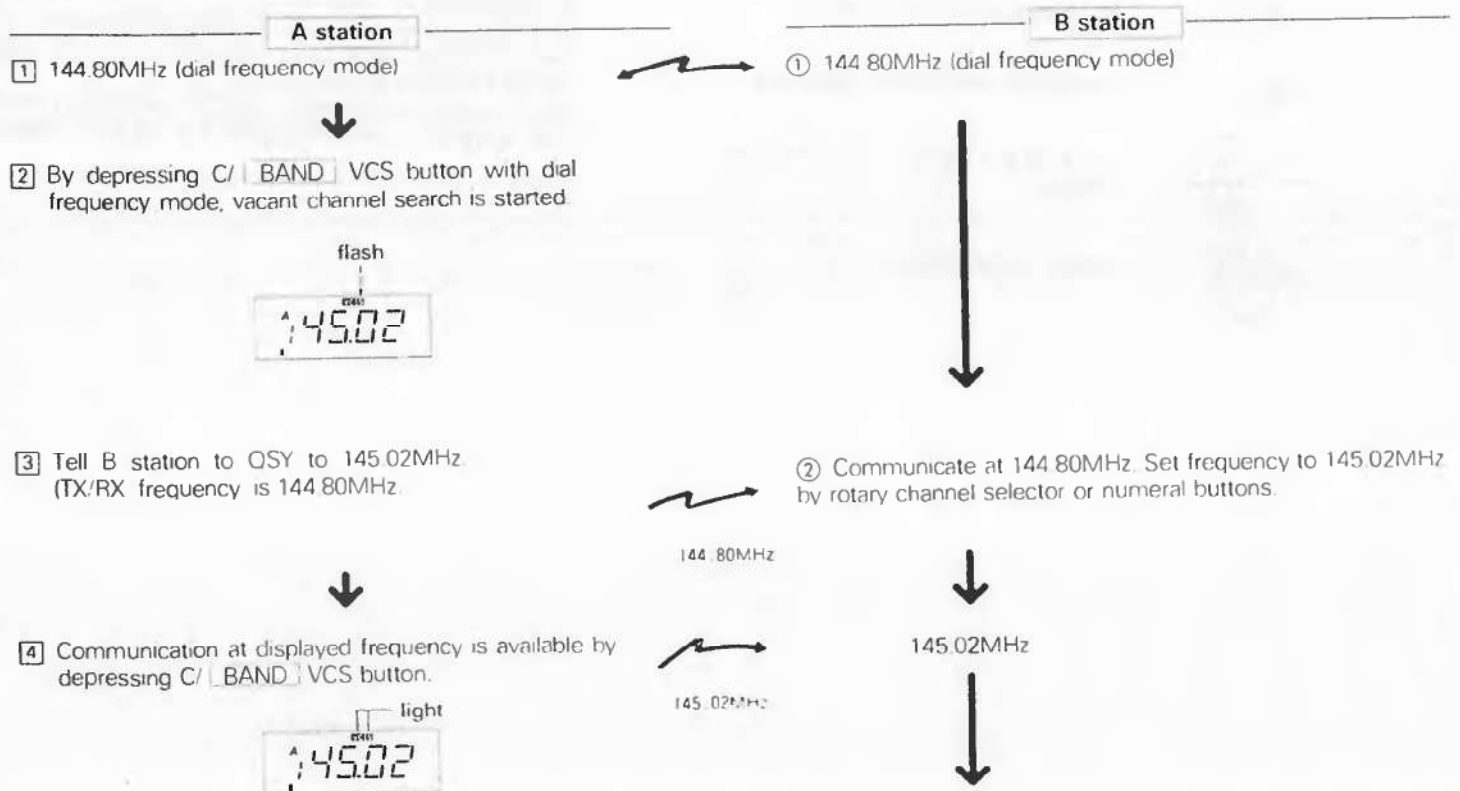 A station
B station
1 144.80MHz (dial frequency mode)
① 144 80MHz (dial frequency mode)
2 By depressing C/ BAND VCS button with dial
frequency mode, vacant channel search is started.
flash
A
145.02
3 Tell B station to QSY to 145.02MHz.
(TX/RX frequency is 144.80MHz.
② Communicate at 144 80MHz. Set frequency to 145.02MHz
by rotary channel selector or numeral buttons.
144.80MHz
4 Communication at displayed frequency is available by
depressing C/ BAND VCS button.
145.02MHz
145.02MHz
light
A
145.02